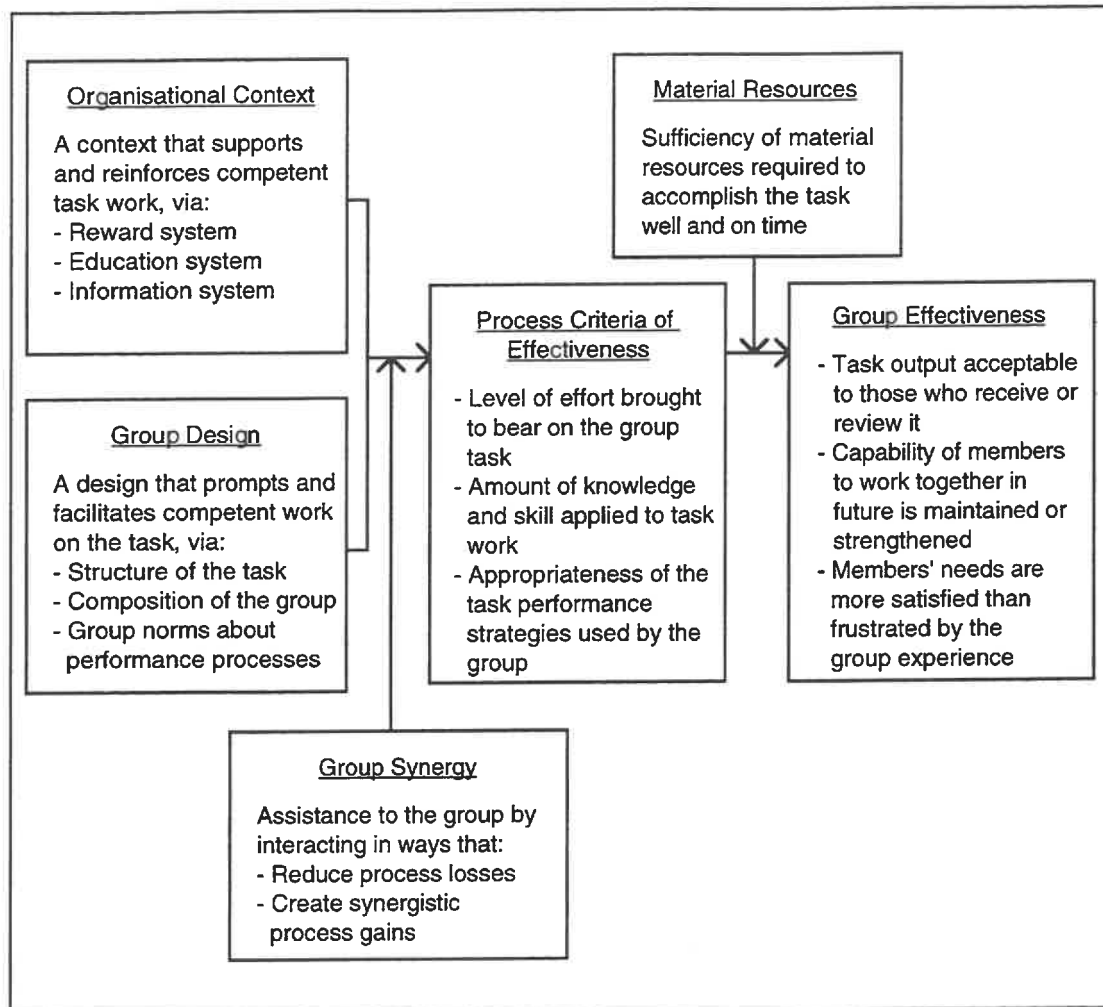 Organisational Context
A context that supports
and reinforces competent
task work, via:
- Reward system
- Education system
- Information system
Group Design
A design that prompts and
facilitates competent work
on the task, via:
- Structure of the task
- Composition of the group
- Group norms about
performance processes
Group Synergy
Assistance to the group by
interacting in ways that:
- Reduce process losses
- Create synergistic
process gains
Process Criteria of
Effectiveness
- Level of effort brought
to bear on the group
task
- Amount of knowledge
and skill applied to task
work
- Appropriateness of the
task performance
strategies used by the
group
Material Resources
Sufficiency of material
resources required to
accomplish the task
well and on time
Group Effectiveness
- Task output acceptable
to those who receive or
review it
- Capability of members
to work together in
future is maintained or
strengthened
- Members' needs are
more satisfied than
frustrated by the
group experience